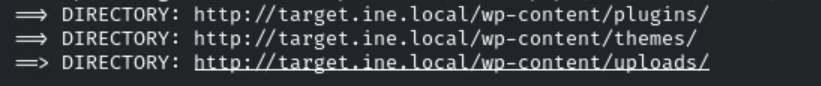 ==> DIRECTORY: http://target.ine.local/wp-content/plugins/
==> DIRECTORY: http://target.ine.local/wp-content/themes/
==> DIRECTORY: http://target.ine.local/wp-content/uploads/